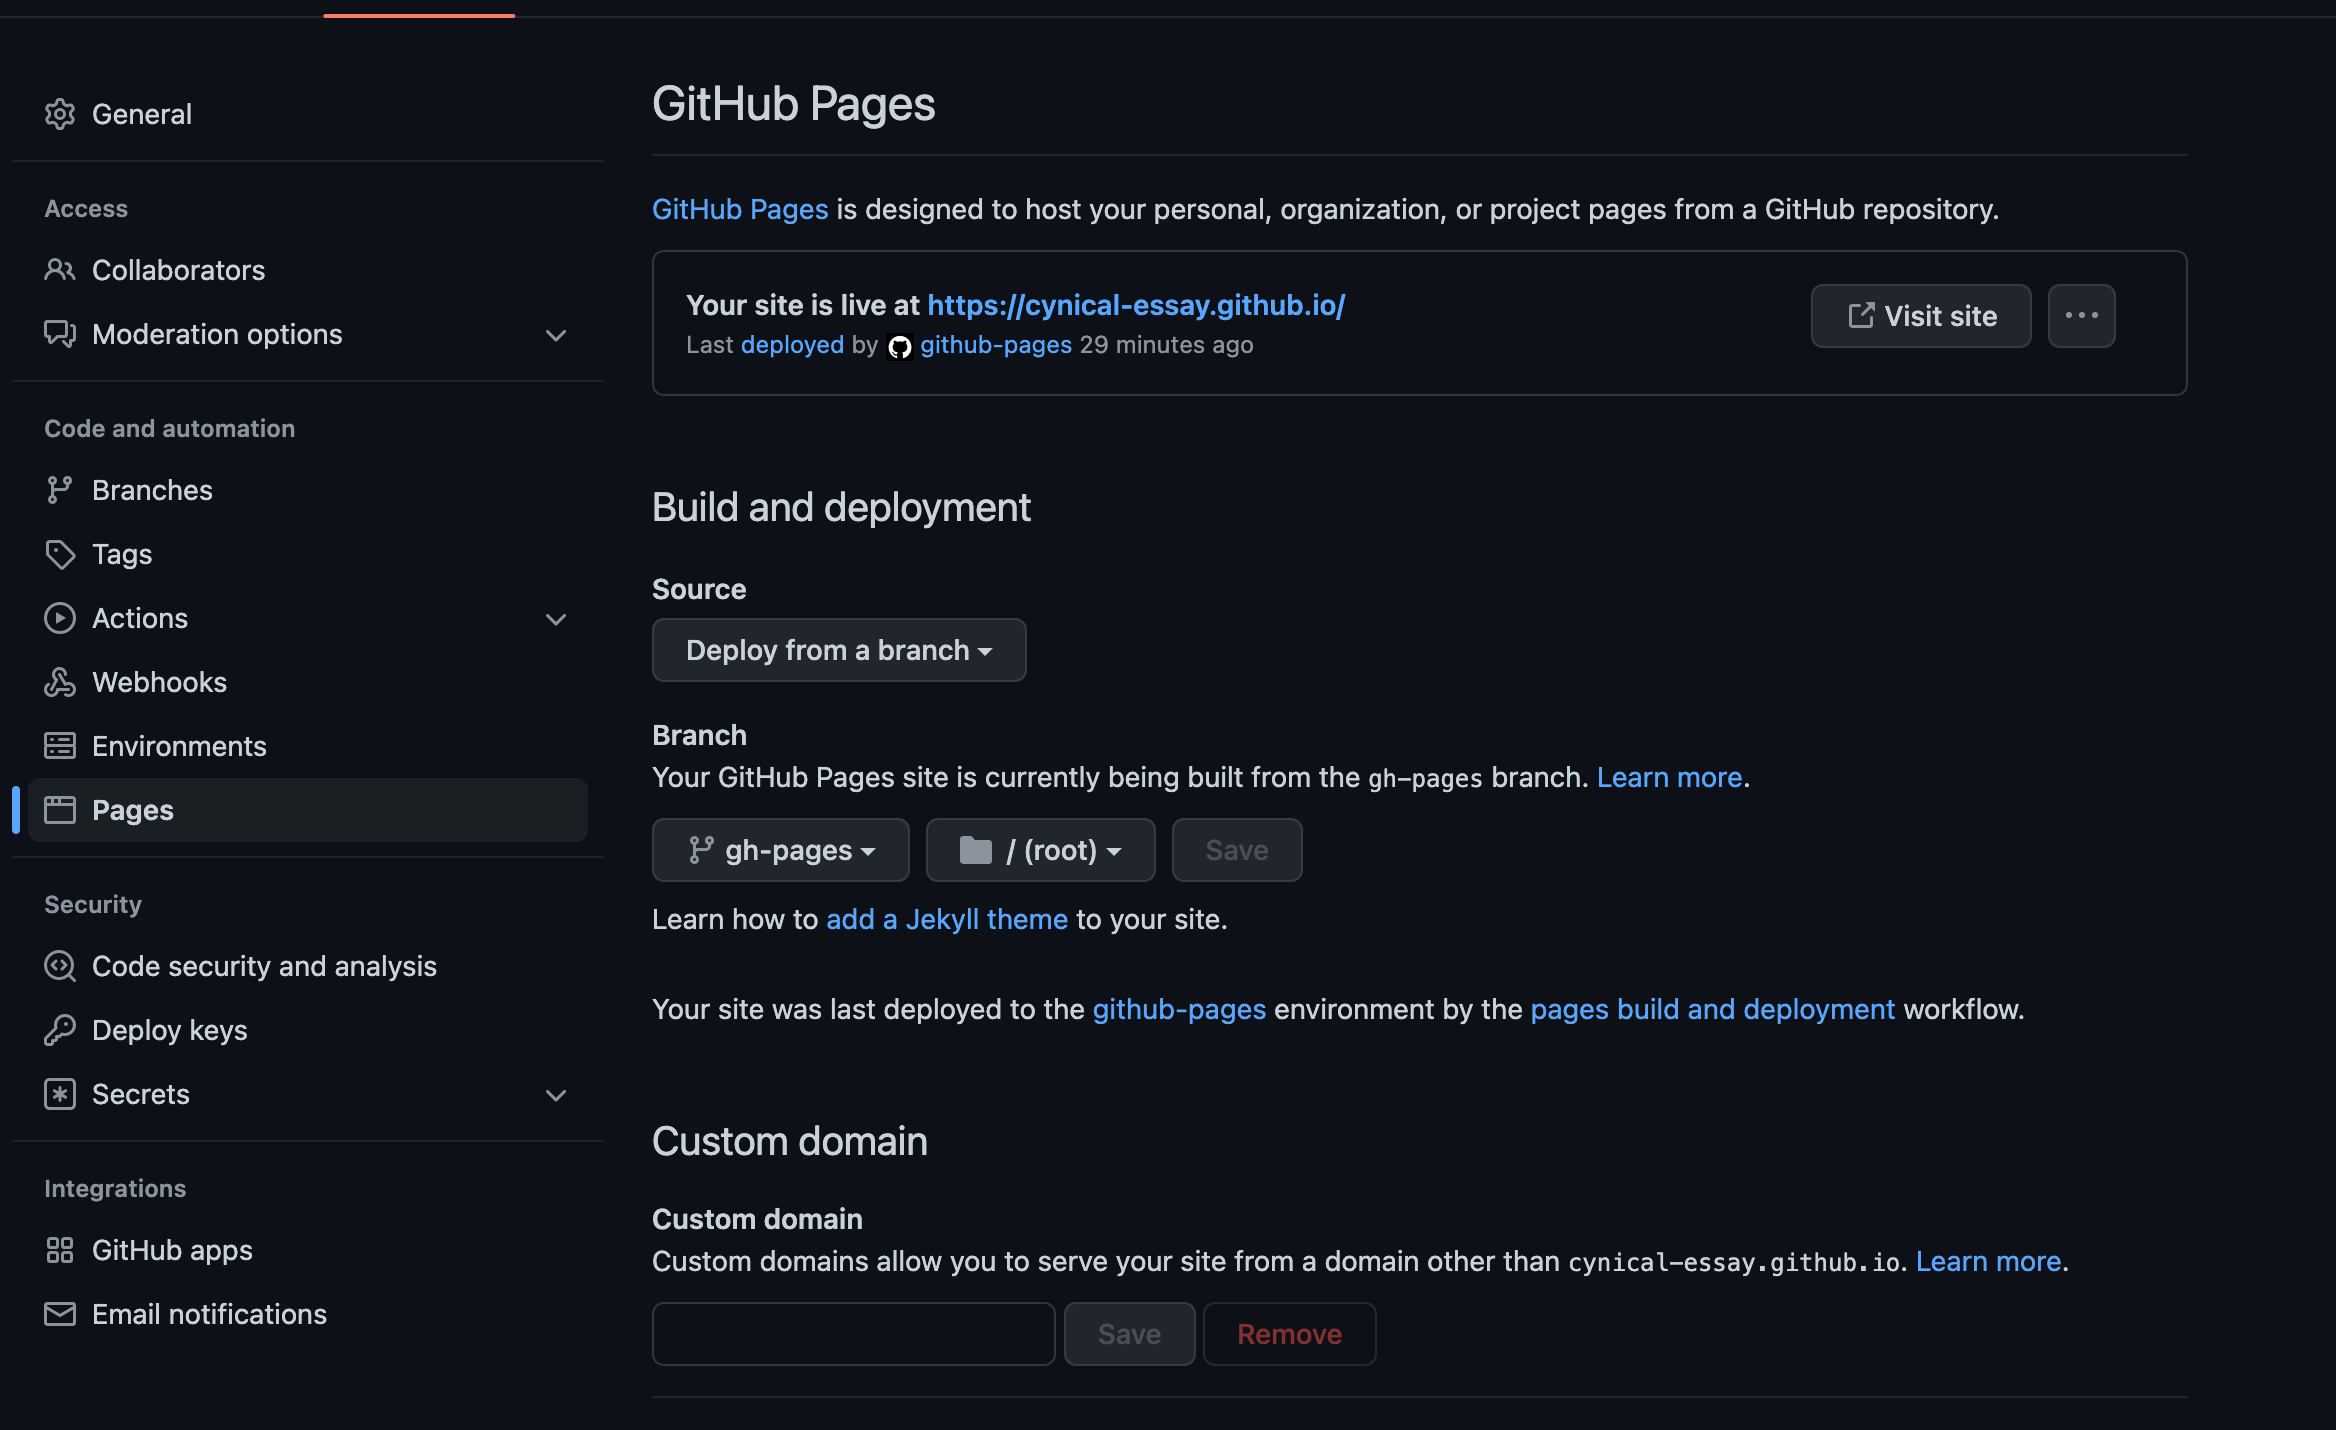 General
Access
Collaborators
Moderation options
Code and automation
Branches
Tags
Actions
Webhooks
Environments
Pages
Security
Code security and analysis
Deploy keys
Secrets
Integrations
GitHub apps
Email notifications
GitHub Pages
GitHub Pages is designed to host your personal, organization, or project pages from a GitHub repository.
Your site is live at https://cynical-essay.github.io/
Last deployed by github-pages 29 minutes ago
Visit site
Build and deployment
Source
Deploy from a branch
Branch
Your GitHub Pages site is currently being built from the gh-pages branch. Learn more.
gh-pages / (root) Save
Learn how to add a Jekyll theme to your site.
Your site was last deployed to the github-pages environment by the pages build and deployment workflow.
Custom domain
Custom domain
Custom domains allow you to serve your site from a domain other than cynical-essay.github.io. Learn more.
Save Remove